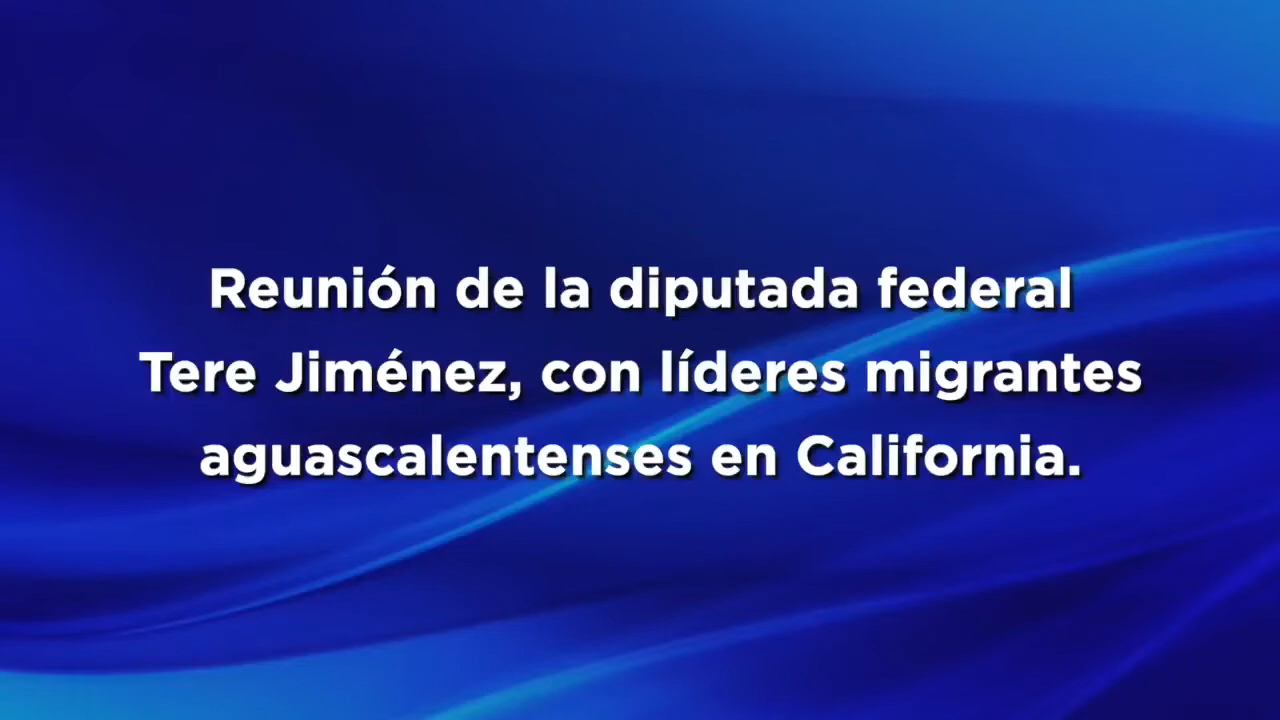 Reunión de la diputada federal
Tere Jiménez, con líderes migrantes
aguascalentenses en California.